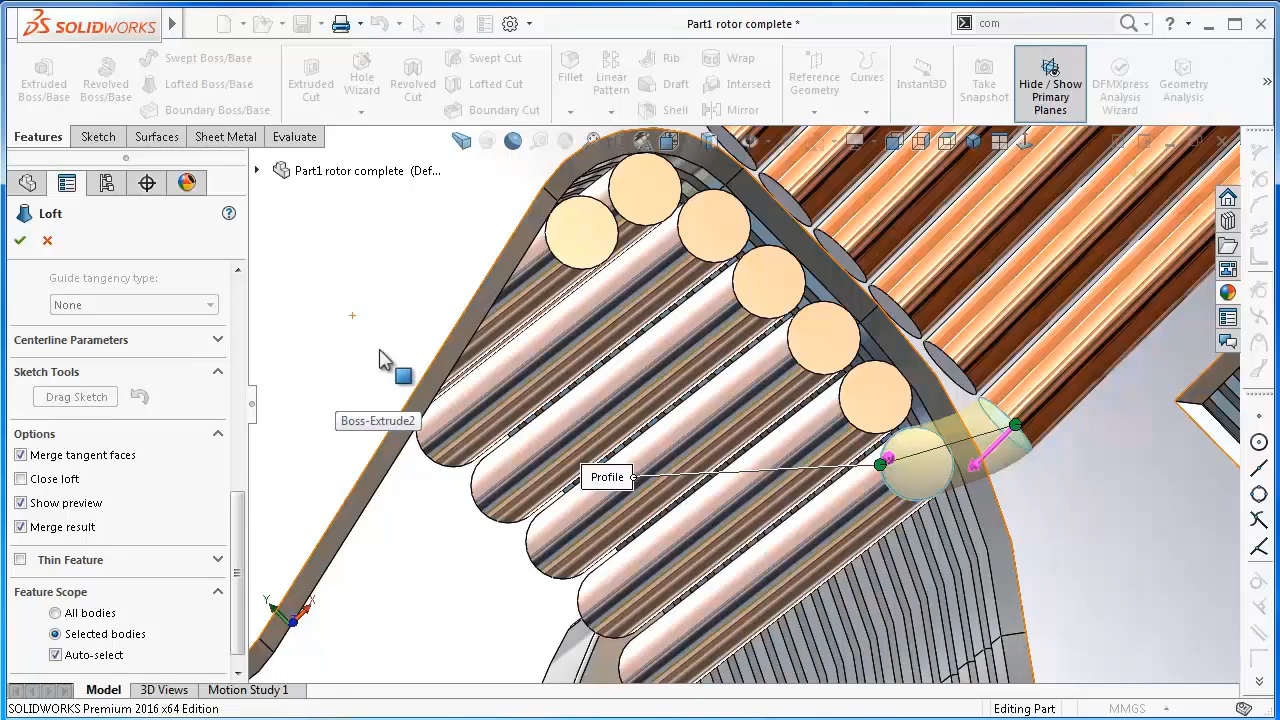 SOLIDWORKS
Part1 rotor complete *
com
Extruded Boss/Base
Revolved Boss/Base
Swept Boss/Base
Lofted Boss/Base
Boundary Boss/Base
Extruded Cut
Hole Wizard
Revolved Cut
Swept Cut
Lofted Cut
Boundary Cut
Fillet
Linear Pattern
Rib
Draft
Shell
Wrap
Intersect
Mirror
Reference Geometry
Curves
Instant3D
Take Snapshot
Hide / Show Primary Planes
DFMXpress Analysis Wizard
Geometry Analysis
Features
Sketch
Surfaces
Sheet Metal
Evaluate
Part1 rotor complete (Def...
Loft
Guide tangency type:
None
Centerline Parameters
Sketch Tools
Drag Sketch
Options
Merge tangent faces
Close loft
Show preview
Merge result
Thin Feature
Feature Scope
All bodies
Selected bodies
Auto-select
Boss-Extrude2
Profile
Y
X
Model
3D Views
Motion Study 1
SOLIDWORKS Premium 2016 x64 Edition
Editing Part
MMGS